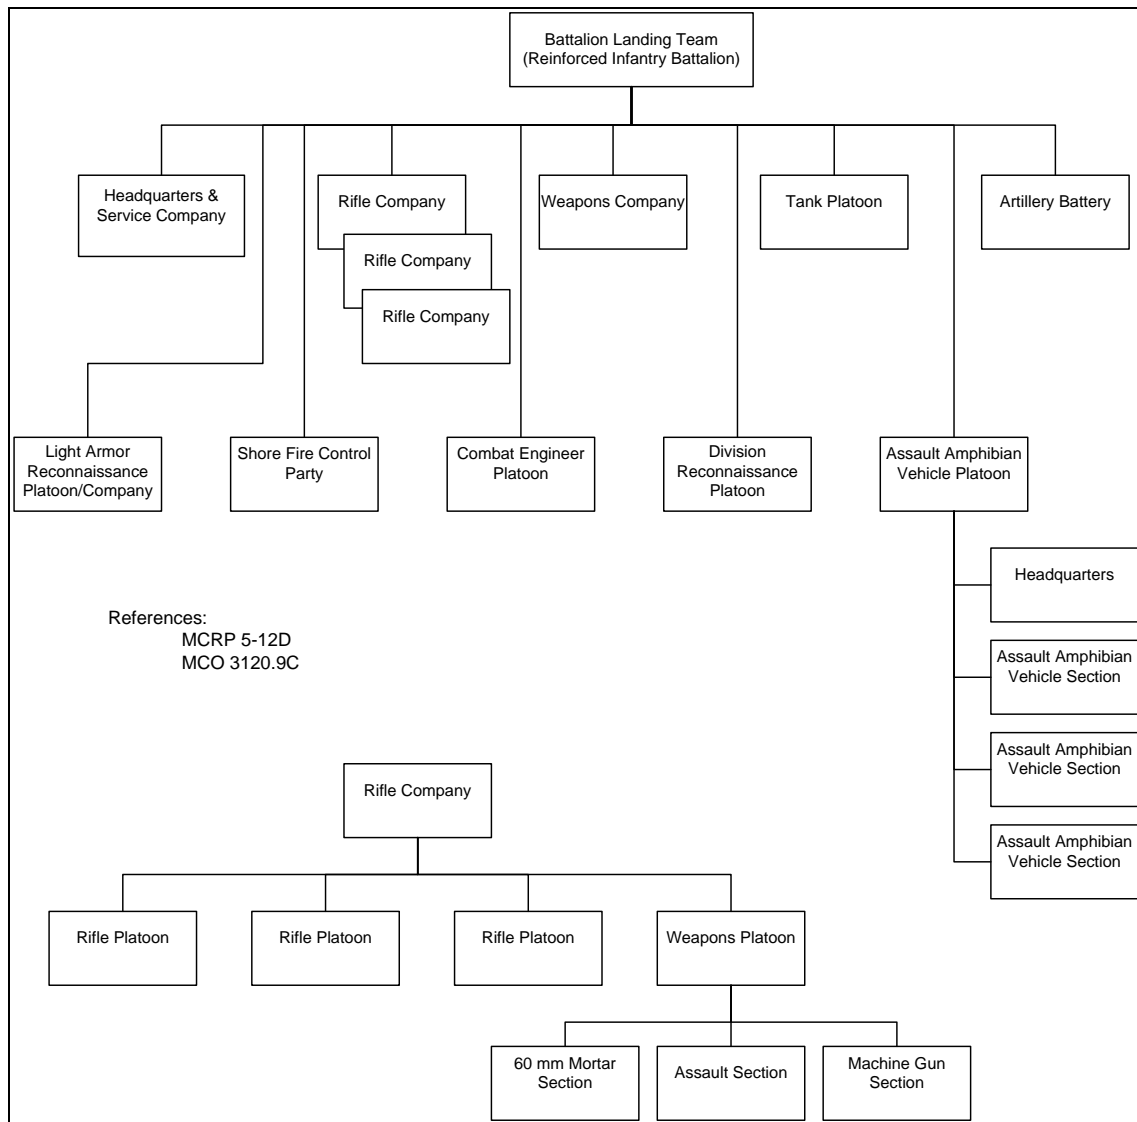 Battalion Landing Team
(Reinforced Infantry Battalion)
Headquarters &
Service Company
Rifle Company
Rifle Company
Rifle Company
Weapons Company
Tank Platoon
Artillery Battery
Light Armor
Reconnaissance
Platoon/Company
Shore Fire Control
Party
Combat Engineer
Platoon
Division
Reconnaissance
Platoon
Assault Amphibian
Vehicle Platoon
Headquarters
Assault Amphibian
Vehicle Section
Assault Amphibian
Vehicle Section
Assault Amphibian
Vehicle Section
References:
MCRP 5-12D
MCO 3120.9C
Rifle Company
Rifle Platoon
Rifle Platoon
Rifle Platoon
Weapons Platoon
60 mm Mortar
Section
Assault Section
Machine Gun
Section